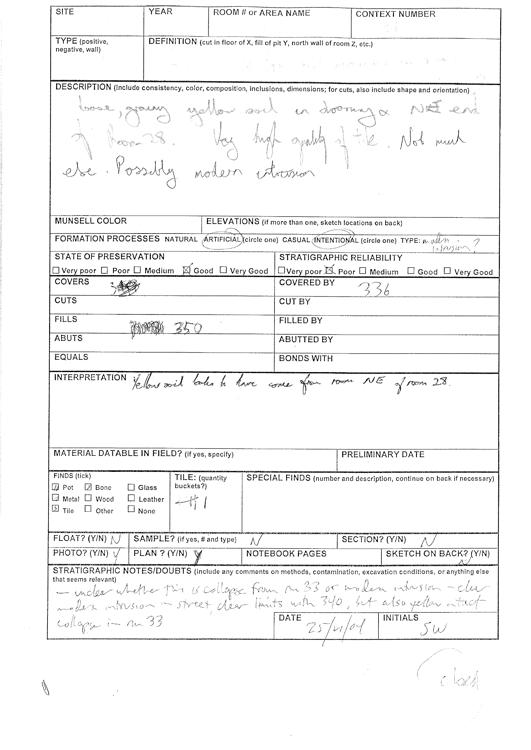 SITE YEAR ROOM # or AREA NAME CONTEXT NUMBER
TYPE (positive, negative, wall) DEFINITION (cut in floor of X, fill of pit Y, north wall of room Z, etc.)
DESCRIPTION (include consistency, color, composition, inclusions, dimensions; for cuts, also include shape and orientation)
loose, grainy yellow soil in doorway NE end
of Room 28. Very high quantity of tile. Not much
else. Possibly modern intrusion
MUNSELL COLOR ELEVATIONS (if more than one, sketch locations on back)
FORMATION PROCESSES NATURAL ARTIFICIAL (circle one) CASUAL INTENTIONAL (circle one) TYPE: modern
intrusion?
STATE OF PRESERVATION STRATIGRAPHIC RELIABILITY
Very poor Poor Medium Good Very Good Very poor Poor Medium Good Very Good
COVERS COVERED BY 336
CUTS CUT BY
FILLS 350 FILLED BY
ABUTS ABUTTED BY
EQUALS BONDS WITH
INTERPRETATION Yellow soil looks to have come from room NE of room 28.
MATERIAL DATABLE IN FIELD? (if yes, specify) PRELIMINARY DATE
FINDS (tick) TILE: (quantity buckets?) SPECIAL FINDS (number and description, continue on back if necessary)
Pot Bone Glass
Metal Wood Leather 1
Tile Other None
FLOAT? (Y/N) N SAMPLE? (if yes, # and type) N SECTION? (Y/N) N
PHOTO? (Y/N) Y PLAN ? (Y/N) Y NOTEBOOK PAGES SKETCH ON BACK? (Y/N)
STRATIGRAPHIC NOTES/DOUBTS (include any comments on methods, contamination, excavation conditions, or anything else
that seems relevant)
- unclear whether this is collapse from rm 33 or modern intrusion - clear
modern intrusion - street, clear limits with 340, but also yellow intact
collapse in rm 33
DATE 25/ /04 INITIALS SW
closed